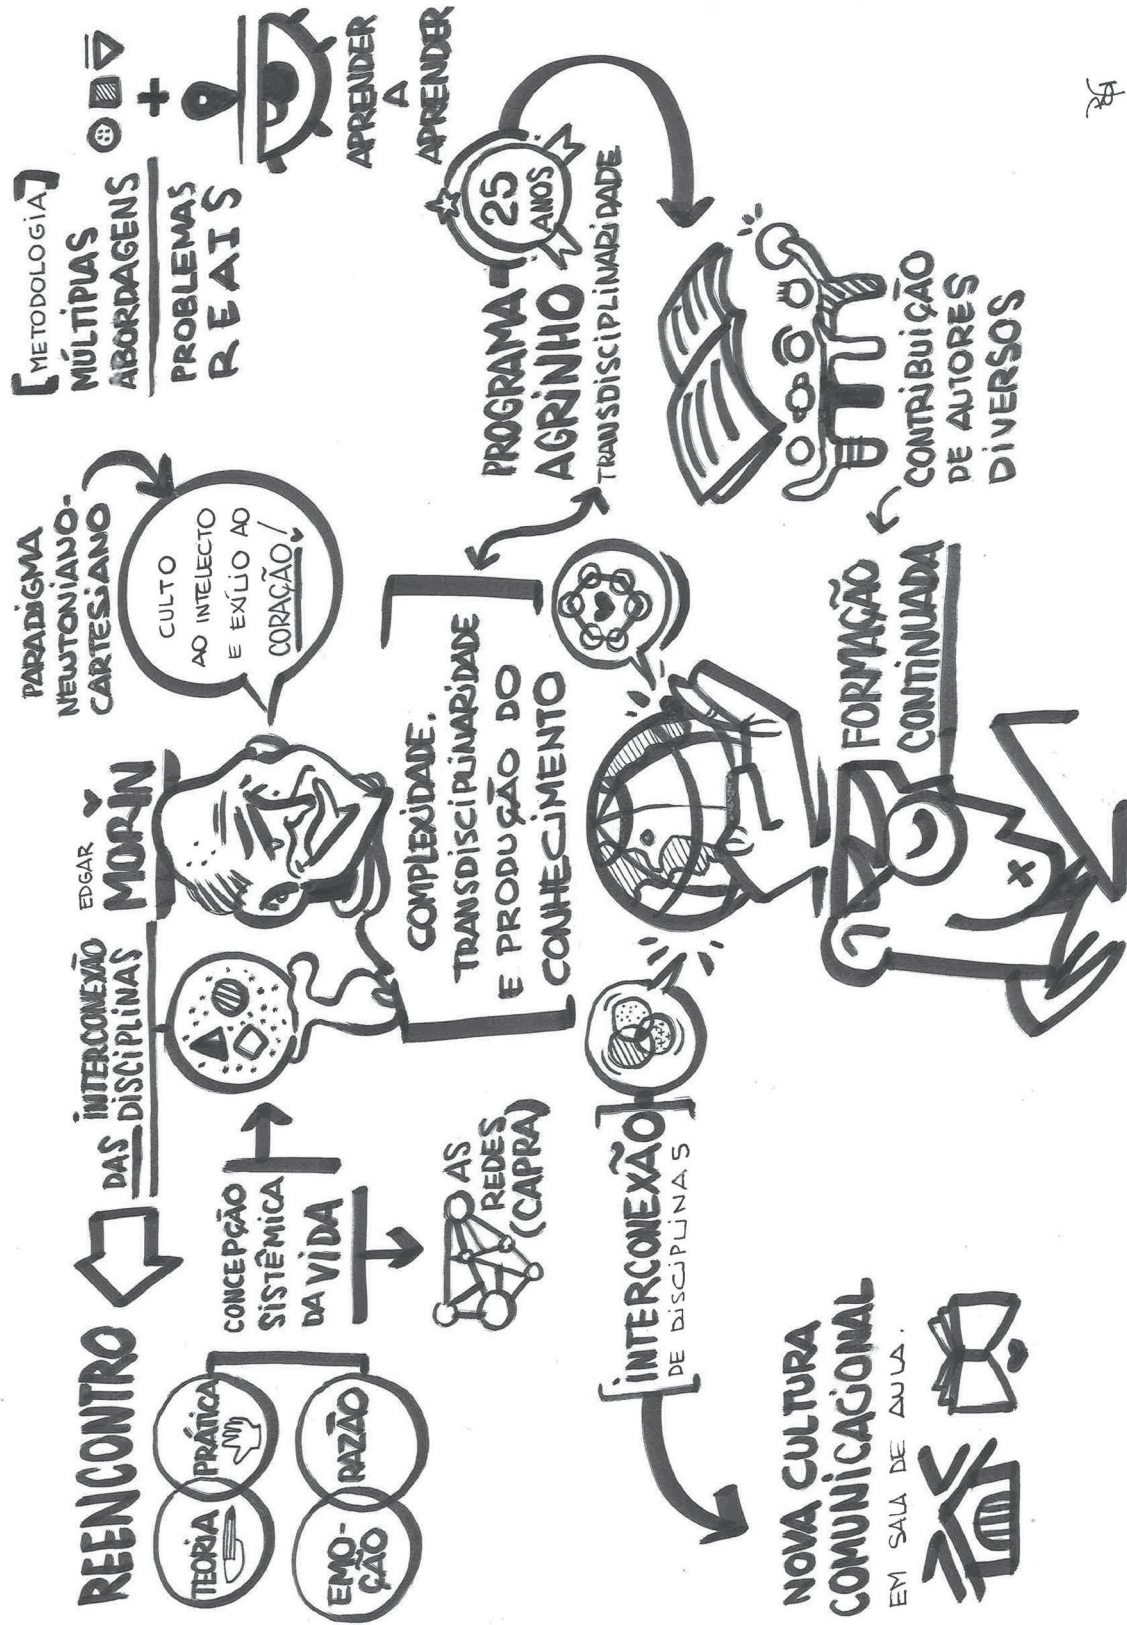 REENCONTRO
DAS INTERCONEXÃO
DISCIPLINAS
TEORIA
PRÁTICA
EMO-
ÇÃO
RAZÃO
CONCEPÇÃO
SISTÊMICA
DA VIDA
AS
REDES
(CAPRA)
EDGAR
MORIN
PARADIGMA
NEWTONIANO-
CARTESIANO
CULTO
AO INTELECTO
E EXÍLIO AO
CORAÇÃO!
[METODOLOGIA]
MÚLTIPLAS
ABORDAGENS
PROBLEMAS
REAIS
+
APRENDER
A
APRENDER
COMPLEXIDADE.
TRANSDISCIPLINARIDADE
E PRODUÇÃO DO
CONHECIMENTO
PROGRAMA
AGRINHO
25
ANOS
TRANSDISCIPLINARIDADE
CONTRIBUIÇÃO
DE AUTORES
DIVERSOS
FORMAÇÃO
CONTINUADA
[INTERCONEXÃO]
DE DISCIPLINAS
NOVA CULTURA
COMUNICACIONAL
EM SALA DE AULA.